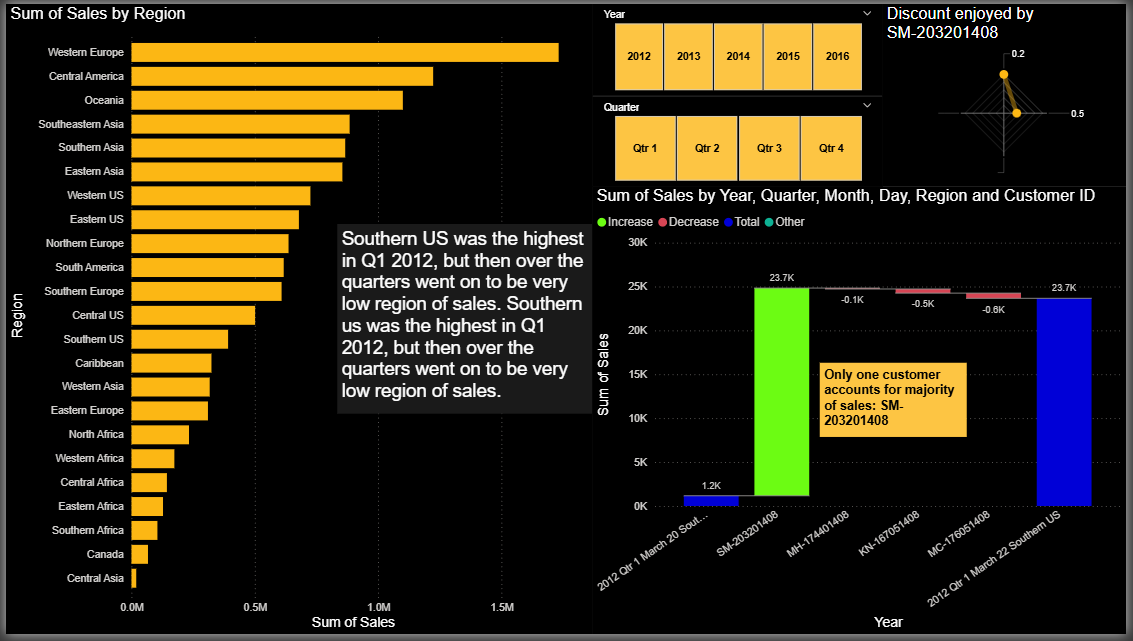 Sum of Sales by Region
Western Europe
Central America
Oceania
Southeastern Asia
Southern Asia
Eastern Asia
Western US
Eastern US
Northern Europe
South America
Southern Europe
Central US
Southern US
Caribbean
Western Asia
Eastern Europe
North Africa
Western Africa
Central Africa
Eastern Africa
Southern Africa
Canada
Central Asia
Region
0.0M 0.5M 1.0M 1.5M
Sum of Sales
Southern US was the highest
in Q1 2012, but then over the
quarters went on to be very
low region of sales. Southern
us was the highest in Q1
2012, but then over the
quarters went on to be very
low region of sales.
Year
2012 2013 2014 2015 2016
Quarter
Qtr 1 Qtr 2 Qtr 3 Qtr 4
Discount enjoyed by
SM-203201408
0.2
0.5
Sum of Sales by Year, Quarter, Month, Day, Region and Customer ID
Increase Decrease Total Other
30K
25K
20K
15K
10K
5K
0K
Sum of Sales
1.2K
23.7K
-0.1K
-0.5K
-0.6K
23.7K
Only one customer
accounts for majority
of sales: SM-
203201408
2012 Qtr 1 March 20 Sout...
SM-203201408
MH-174401408
KN-167051408
MC-176051408
2012 Qtr 1 March 22 Southern US
Year